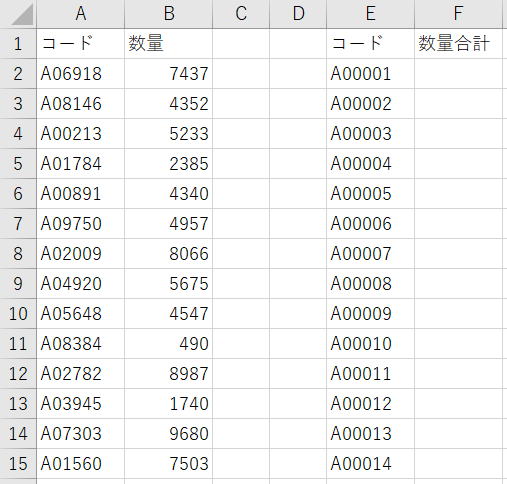 A B C D E F
1 コード 数量 コード 数量合計
2 A06918 7437 A00001
3 A08146 4352 A00002
4 A00213 5233 A00003
5 A01784 2385 A00004
6 A00891 4340 A00005
7 A09750 4957 A00006
8 A02009 8066 A00007
9 A04920 5675 A00008
10 A05648 4547 A00009
11 A08384 490 A00010
12 A02782 8987 A00011
13 A03945 1740 A00012
14 A07303 9680 A00013
15 A01560 7503 A00014